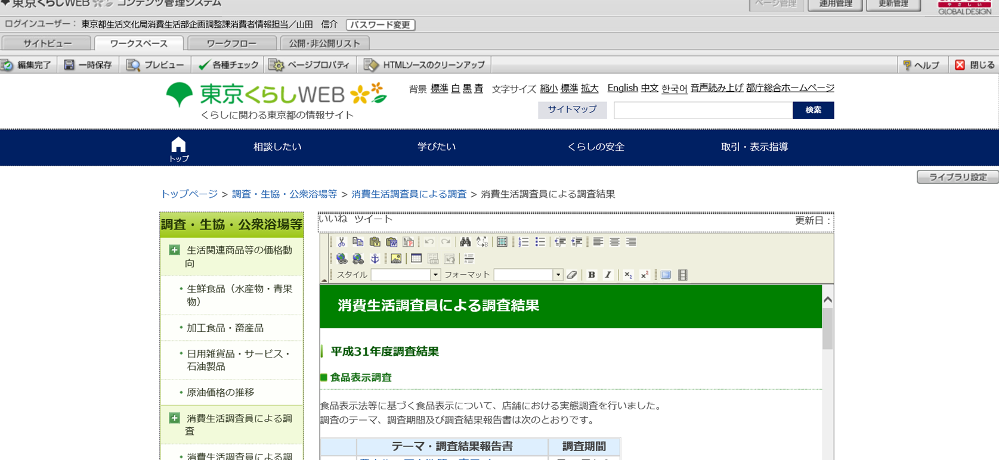 東京くらしWEB コンテンツ管理システム
ページ管理 運用管理 更新管理
やさしい
GLOBAL DESIGN
ログインユーザー： 東京都生活文化局消費生活部企画調整課消費者情報担当／山田　信介 パスワード変更
サイトビュー ワークスペース ワークフロー 公開・非公開リスト
編集完了 一時保存 プレビュー 各種チェック ページプロパティ HTMLソースのクリーンアップ ヘルプ 閉じる
東京くらしWEB
くらしに関わる東京都の情報サイト
背景 標準 白 黒 青 文字サイズ 縮小 標準 拡大 English 中文 한국어 音声読み上げ 都庁総合ホームページ
サイトマップ 検索
トップ 相談したい 学びたい くらしの安全 取引・表示指導
ライブラリ設定
トップページ > 調査・生協・公衆浴場等 > 消費生活調査員による調査 > 消費生活調査員による調査結果
調査・生協・公衆浴場等
生活関連商品等の価格動
向
・生鮮食品（水産物・青果
物）
・加工食品・畜産品
・日用雑貨品・サービス・
石油製品
・原油価格の推移
消費生活調査員による調
査
・消費生活調査員による調
いいね ツイート 更新日：
スタイル フォーマット
消費生活調査員による調査結果
平成31年度調査結果
食品表示調査
食品表示法等に基づく食品表示について、店舗における実態調査を行いました。
調査のテーマ、調査期間及び調査結果報告書は次のとおりです。
テーマ・調査結果報告書 調査期間